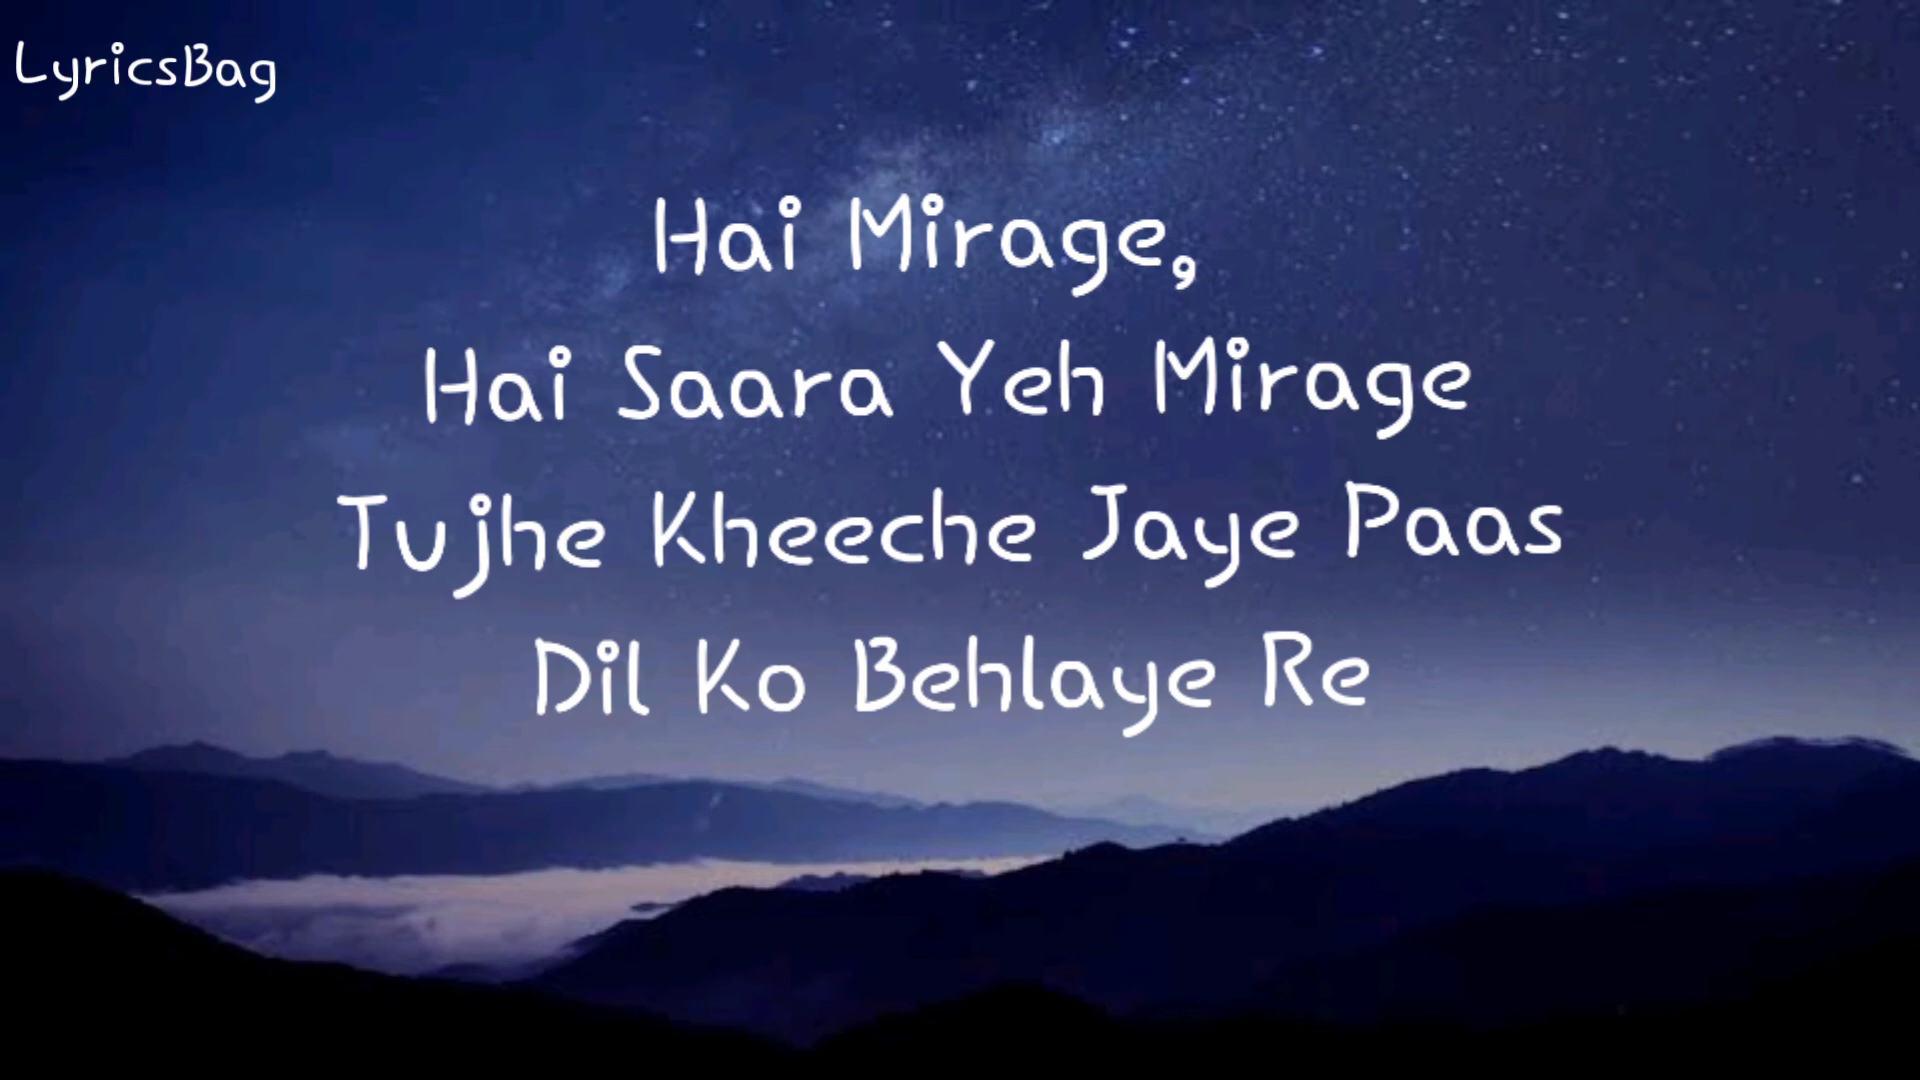 LyricsBag
Hai Mirage,
Hai Saara Yeh Mirage
Tujhe Kheeche Jaye Paas
Dil Ko Behlaye Re